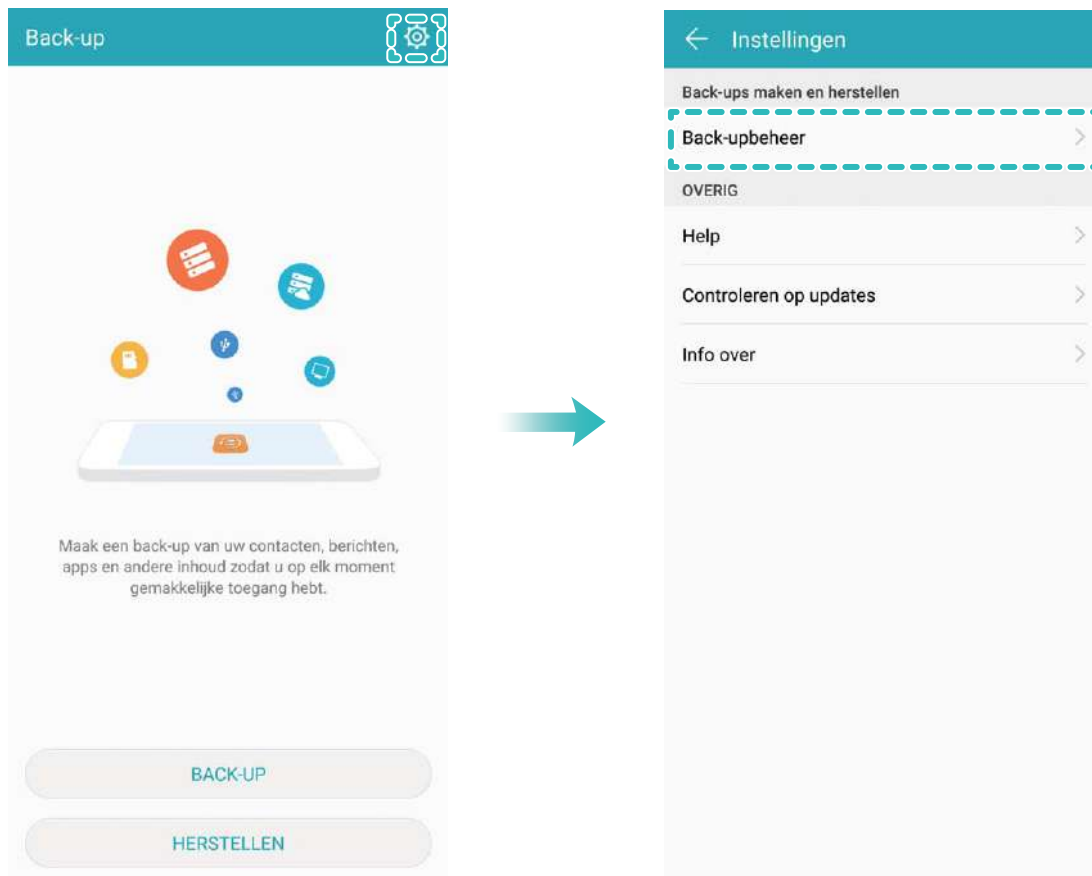 Back-up
Maak een back-up van uw contacten, berichten,
apps en andere inhoud zodat u op elk moment
gemakkelijke toegang hebt.
BACK-UP
HERSTELLEN
Instellingen
Back-ups maken en herstellen
Back-upbeheer
OVERIG
Help
Controleren op updates
Info over